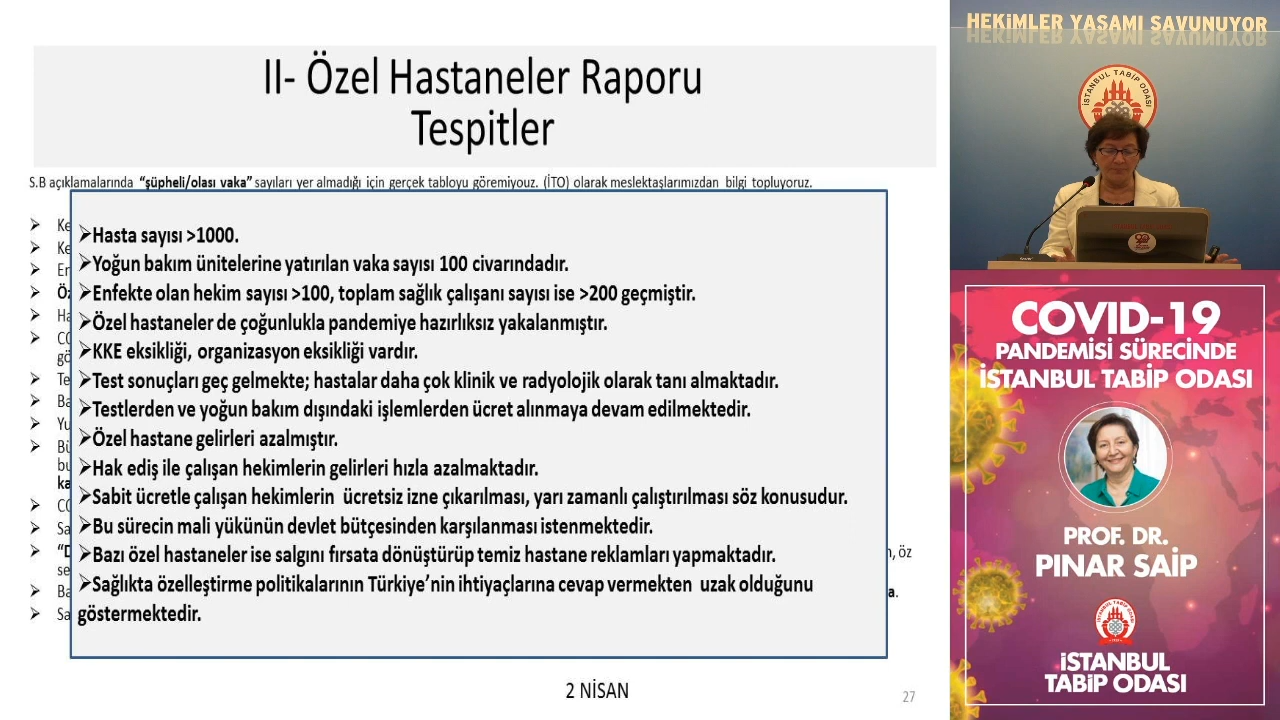 II- Özel Hastaneler Raporu
Tespitler
S.B açıklamalarında "şüpheli/olası vaka" sayıları yer almadığı için gerçek tabloyu göremiyouz. (İTO) olarak meslektaşlarımızdan bilgi topluyoruz.
➢Hasta sayısı >1000.
➢Yoğun bakım ünitelerine yatırılan vaka sayısı 100 civarındadır.
➢Enfekte olan hekim sayısı >100, toplam sağlık çalışanı sayısı ise >200 geçmiştir.
➢Özel hastaneler de çoğunlukla pandemiye hazırlıksız yakalanmıştır.
➢KKE eksikliği, organizasyon eksikliği vardır.
➢Test sonuçları geç gelmekte; hastalar daha çok klinik ve radyolojik olarak tanı almaktadır.
➢Testlerden ve yoğun bakım dışındaki işlemlerden ücret alınmaya devam edilmektedir.
➢Özel hastane gelirleri azalmıştır.
➢Hak ediş ile çalışan hekimlerin gelirleri hızla azalmaktadır.
➢Sabit ücretle çalışan hekimlerin ücretsiz izne çıkarılması, yarı zamanlı çalıştırılması söz konusudur.
➢Bu sürecin mali yükünün devlet bütçesinden karşılanması istenmektedir.
➢Bazı özel hastaneler ise salgını fırsata dönüştürüp temiz hastane reklamları yapmaktadır.
➢Sağlıkta özelleştirme politikalarının Türkiye'nin ihtiyaçlarına cevap vermekten uzak olduğunu
göstermektedir.
2 NİSAN
27
HEKİMLER YAŞAMI SAVUNUYOR
İSTANBUL TABİP ODASI
COVID-19
PANDEMİSİ SÜRECİNDE
İSTANBUL TABİP ODASI
PROF. DR.
PINAR SAİP
İSTANBUL
TABİP ODASI